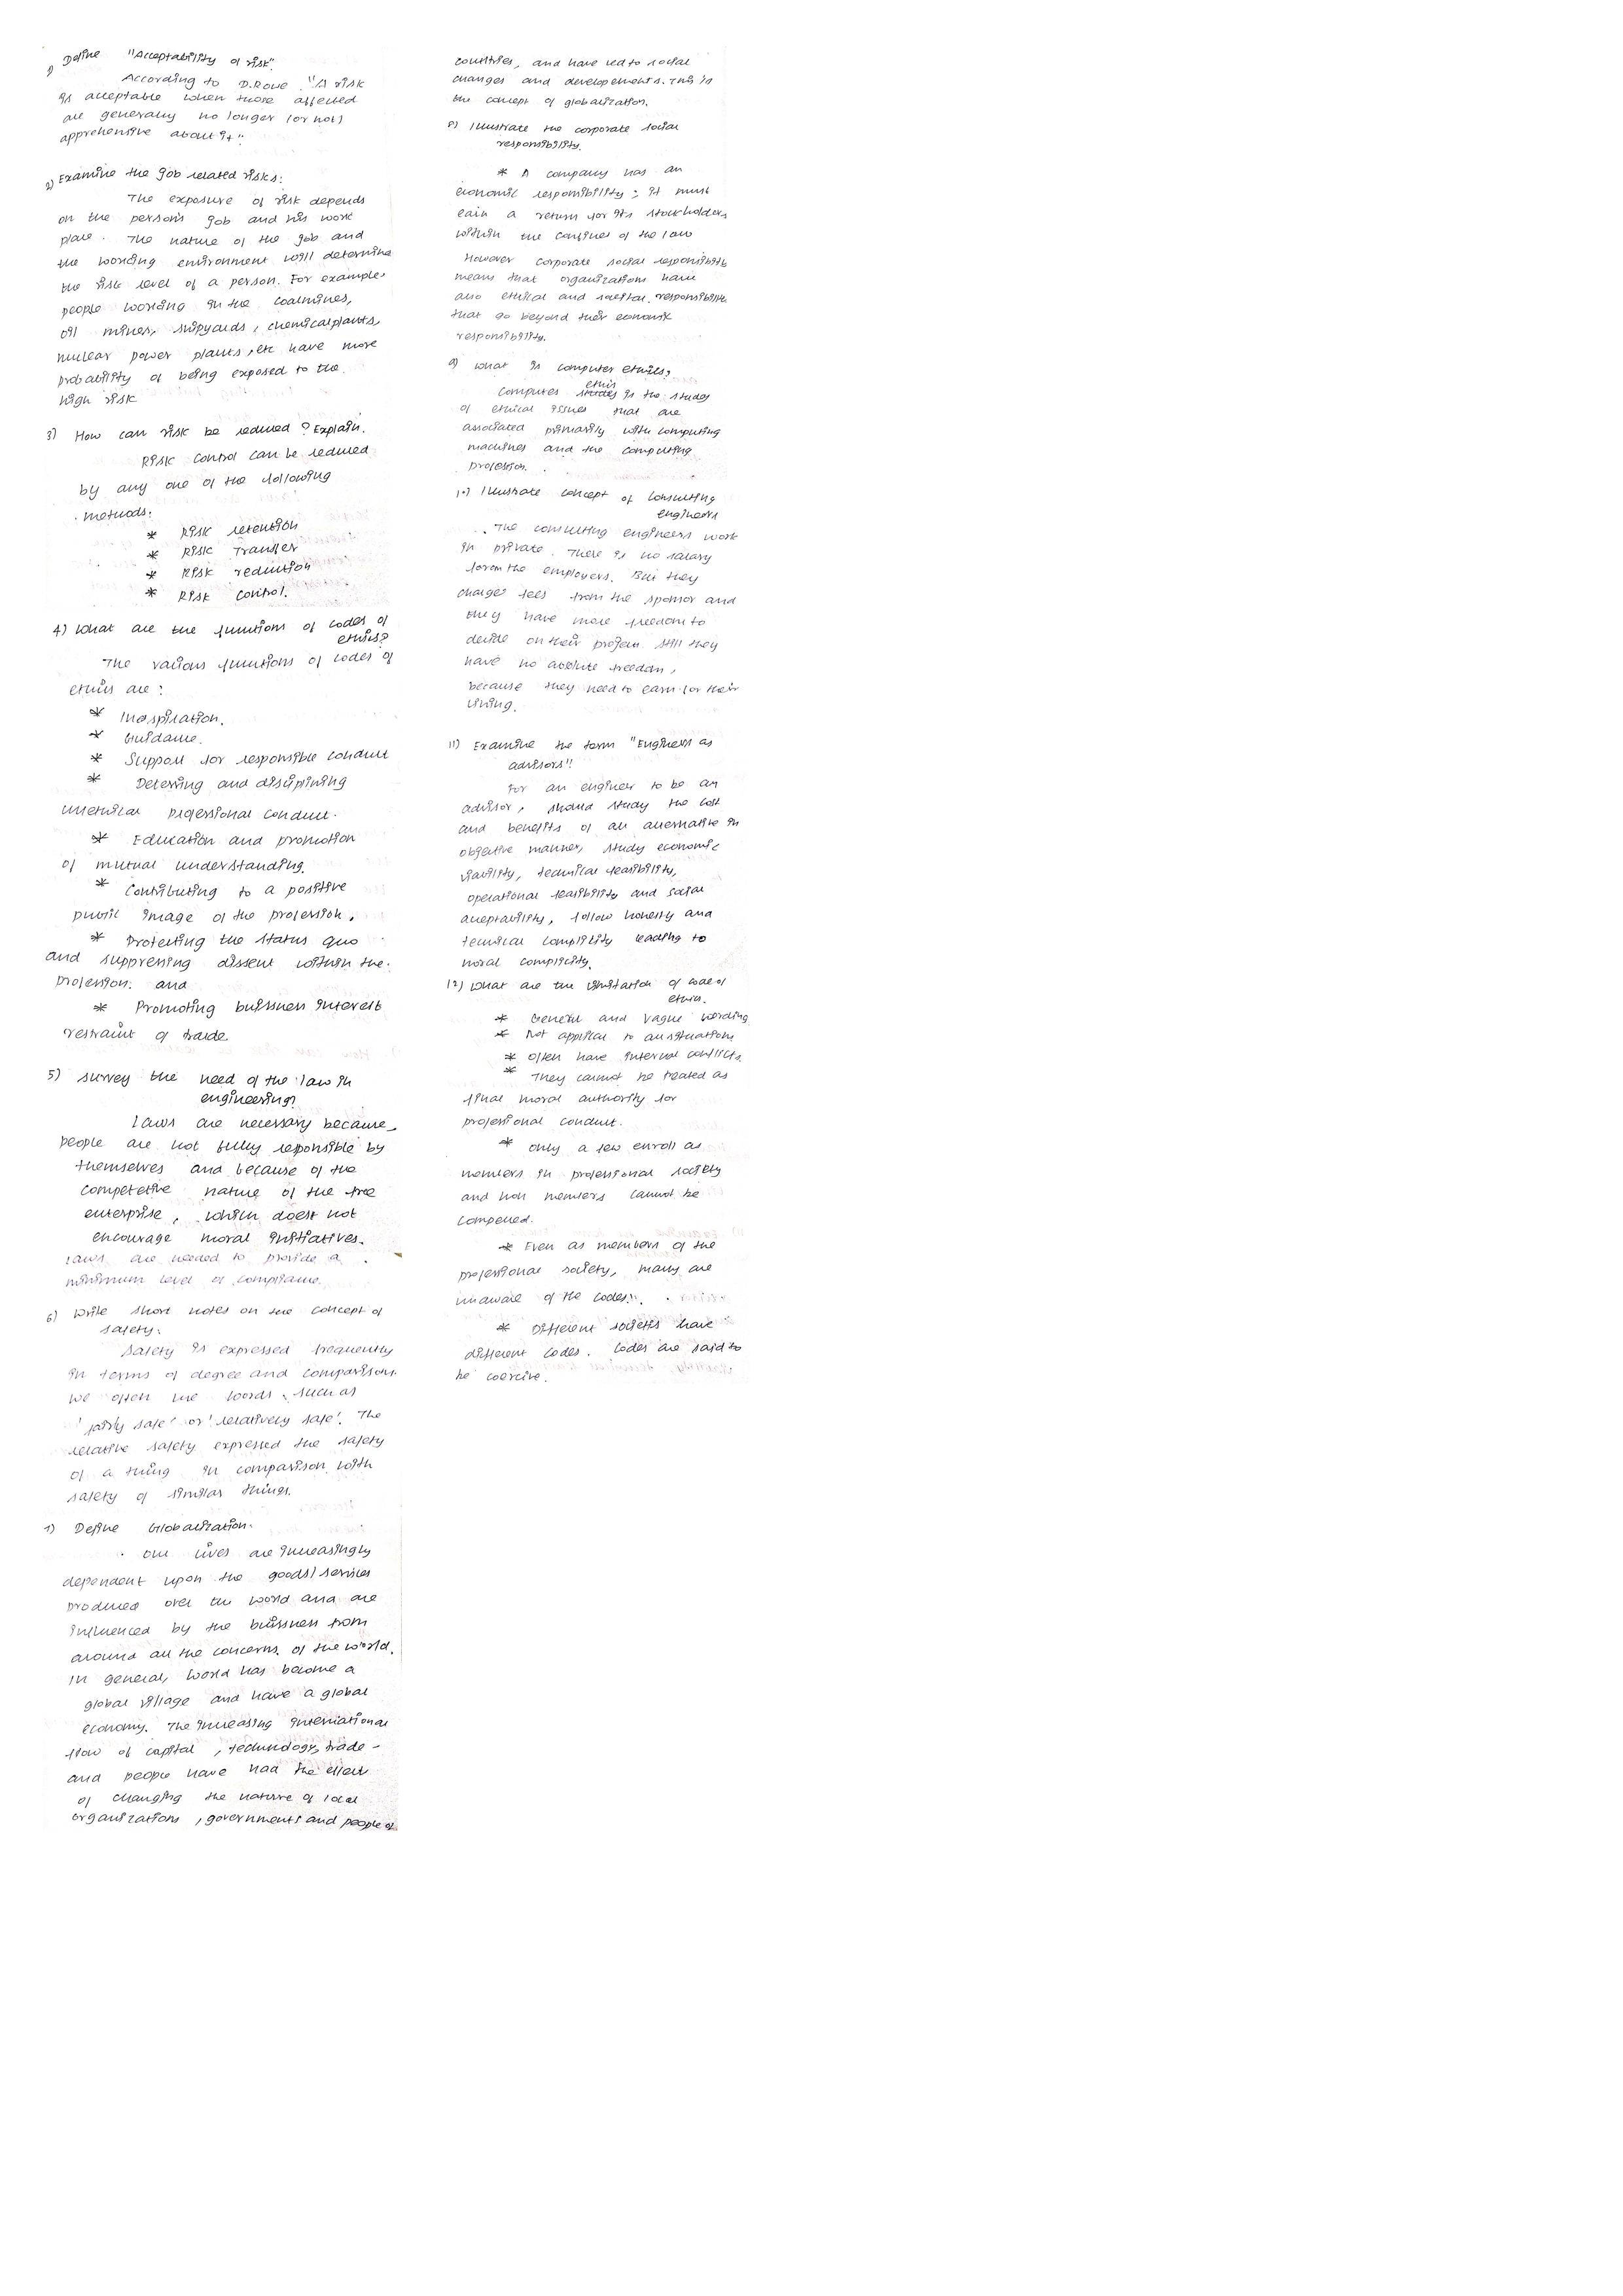 1) Define "Acceptability of risk".
According to D.Rowe "A risk
is acceptable when those affected
are generally no longer (or not)
apprehensive about it".
2) Examine the job related risks:
The exposure of risk depends
on the person's job and his work
place. The nature of the job and
the working environment will determine
the risk level of a person. For example,
people working in the coalmines,
oil mines, shipyards, chemicalplants,
nuclear power plants, etc have more
probability of being exposed to the
high risk
3) How can risk be reduced? Explain.
Risk control can be reduced
by any one of the following
methods:
* Risk retention
* Risk Transfer
* Risk reduction
* Risk control.
4) What are the functions of codes of
ethics?
The various functions of codes of
ethics are:
* Inospiration.
* Guidance.
* Support for responsible conduct
* Deterring and disciplining
unethical professional conduct.
* Education and promotion
of mutual understanding.
* Contributing to a positive
public image of the profession.
* Protecting the status quo
and suppressing dissent within the
profession. and
* Promoting buissness interest
restraint of trade.
5) survey the need of the law in
engineering?
Laws are necessary because
people are not fully responsible by
themselves and because of the
competetive nature of the free
enterprise, which does't not
encourage moral initiatives.
Laws are needed to provide a
minimum level of compliance.
6) Write short notes on the concept of
safety.
Safety is expressed frequently
in terms of degree and comparison.
We often use words such as
'fairly safe' or 'relatively safe'. The
relative safety expressed the safety
of a thing in comparison with
safety of similar things.
7) Define Globalization.
Our lives are increasingly
dependent upon the goods/services
produced over the world and are
influenced by the buissness from
around all the concerns of the world.
In general, world has become a
global village and have a global
economy. The increasing international
flow of capital, technology, trade
and people have had the effect
of changing the nature of local
organizations, governments and people of
countries, and have led to social
changes and developements. This is
the concept of globalization.
8) Illustrate the corporate social
responsibility.
* A company has an
economic responsibility; it must
earn a return for its stockholders
within the confines of the law
However corporate social responsibility
means that organizations have
also ethical and societal responsibilities
that go beyond their economic
responsibility.
9) What is computer ethics,
ethics
Computer studies is the study
of ethical issues that are
associated primarily with computing
machines and the computing
profession.
10) Illustrate concept of Consulting
engineers
The consulting engineers work
in private. There is no salary
from the employers. But they
charges fees from the sponsor and
they have more freedom to
decide on their project. Still they
have no absolute freedom,
because they need to earn for their
living.
11) Examine the term "Engineers as
advisors"
For an engineer to be an
advisor, should study the cost
and benefits of all alternative in
objective manner, study economic
viability, technical feasibility,
operational feasibility and social
acceptability, follow honesty and
technical complicity leading to
moral complicity.
12) What are the limitation of code of
ethics.
* General and vague wording
* Not applical to all situations
* Often have internal conflicts
* They cannot be treated as
final moral authority for
professional conduct.
* Only a few enroll as
members in professional society
and non members cannot be
compelled.
* Even as members of the
professional society, many are
unaware of the codes.
* Different societis have
different codes. Codes are said to
be coercive.